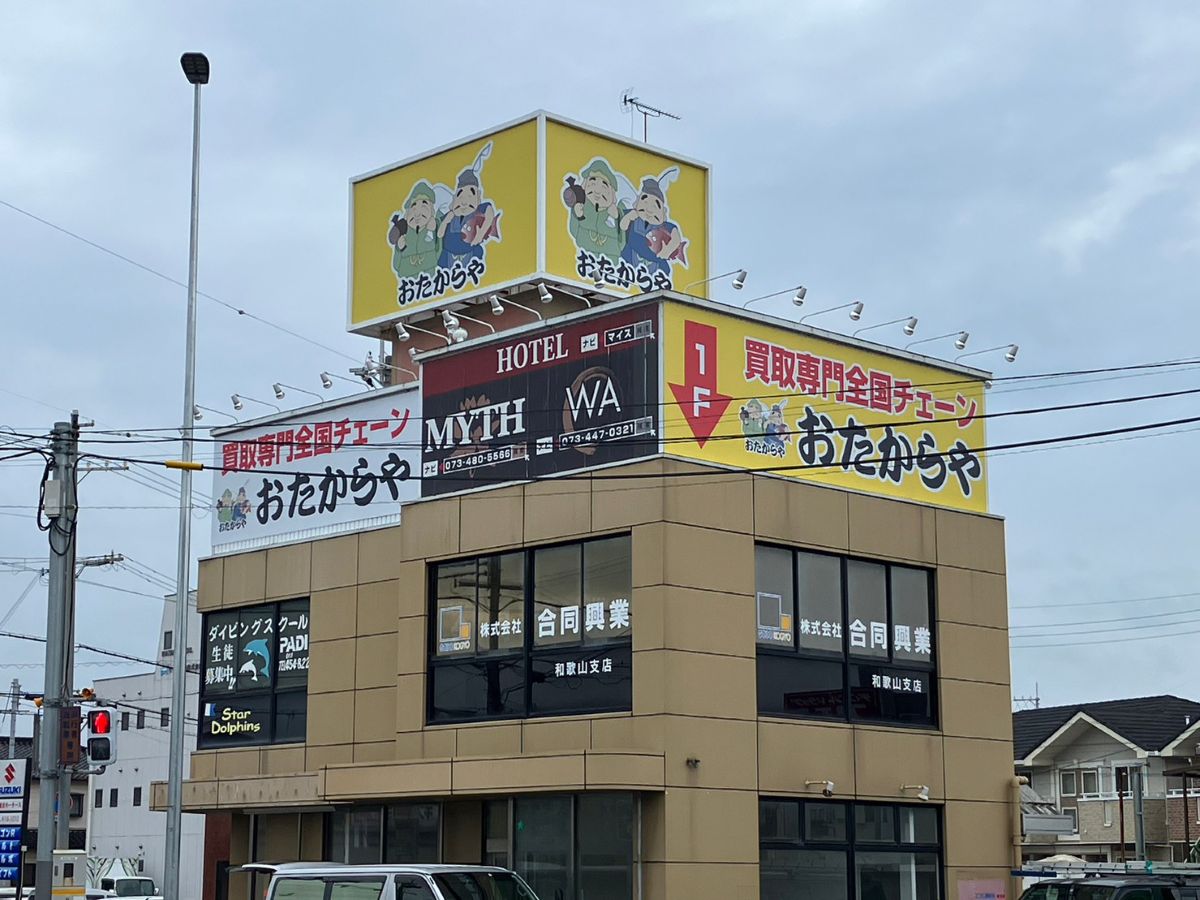 おたからや
おたからや
HOTEL ナビ マイス
MYTH
ナビ 073-480-5566
WA
ナビ 073-447-0321
1F
買取専門全国チェーン
おたからや
買取専門全国チェーン
おたからや
おたからや
ダイビングスクール
生徒
募集中!!
PADI
Star
Dolphins
株式会社 合同興業
和歌山支店
株式会社 合同興業
和歌山支店
SUZUKI